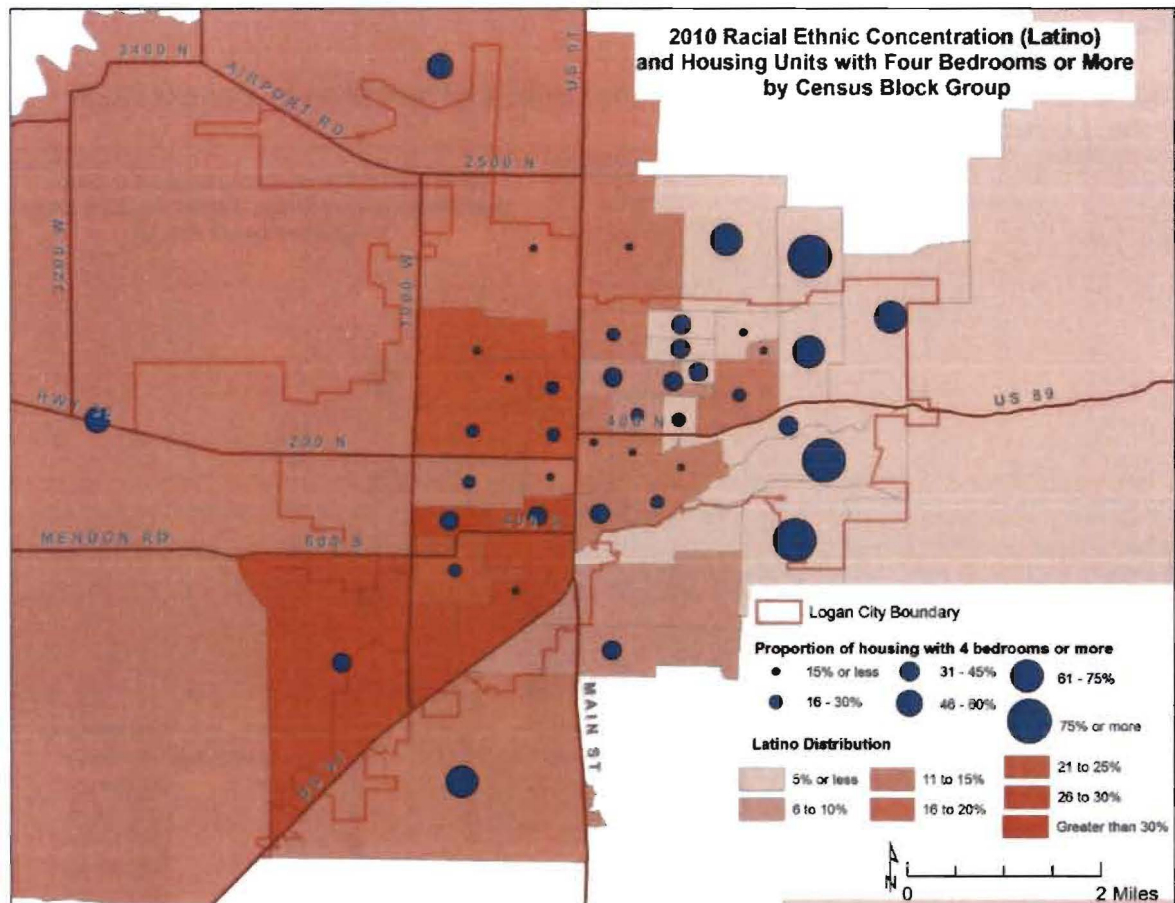 2010 Racial Ethnic Concentration (Latino)
and Housing Units with Four Bedrooms or More
by Census Block Group
3400 N
AIRPORT RD
US 91
2500 N
3200 W
1000 W
HWY
200 N
400 N
US 89
400 S
600 S
MENDON RD
MAIN ST
Logan City Boundary
Proportion of housing with 4 bedrooms or more
15% or less
31 - 45%
61 - 75%
16 - 30%
46 - 60%
75% or more
Latino Distribution
5% or less
11 to 15%
21 to 25%
6 to 10%
16 to 20%
26 to 30%
Greater than 30%
N
0
2 Miles